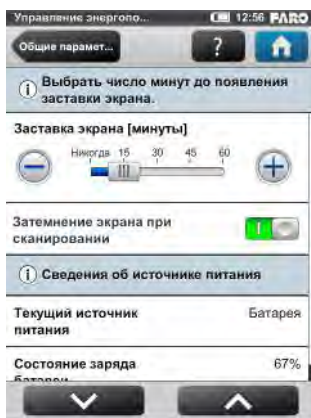 Управление энергопо... 12:56 FARO
Общие парамет... ?
i Выбрать число минут до появления
заставки экрана.
Заставка экрана [минуты]
Никогда 15 30 45 60
Затемнение экрана при
сканировании
i Сведения об источнике питания
Текущий источник Батарея
питания
Состояние заряда 67%
батареи